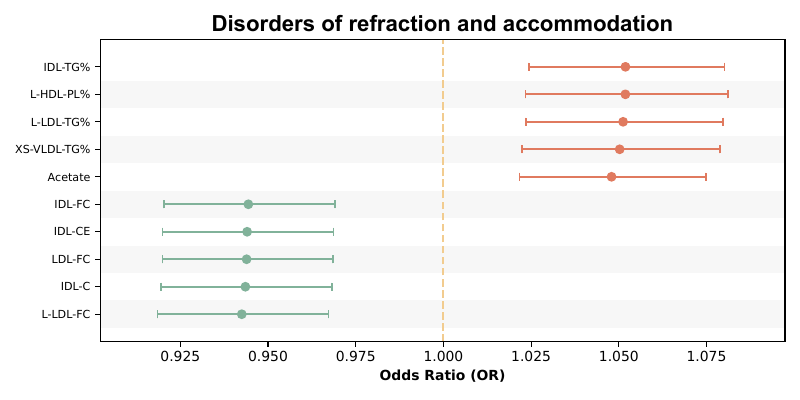 Disorders of refraction and accommodation
IDL-TG%
L-HDL-PL%
L-LDL-TG%
XS-VLDL-TG%
Acetate
IDL-FC
IDL-CE
LDL-FC
IDL-C
L-LDL-FC
0.925 0.950 0.975 1.000 1.025 1.050 1.075
Odds Ratio (OR)